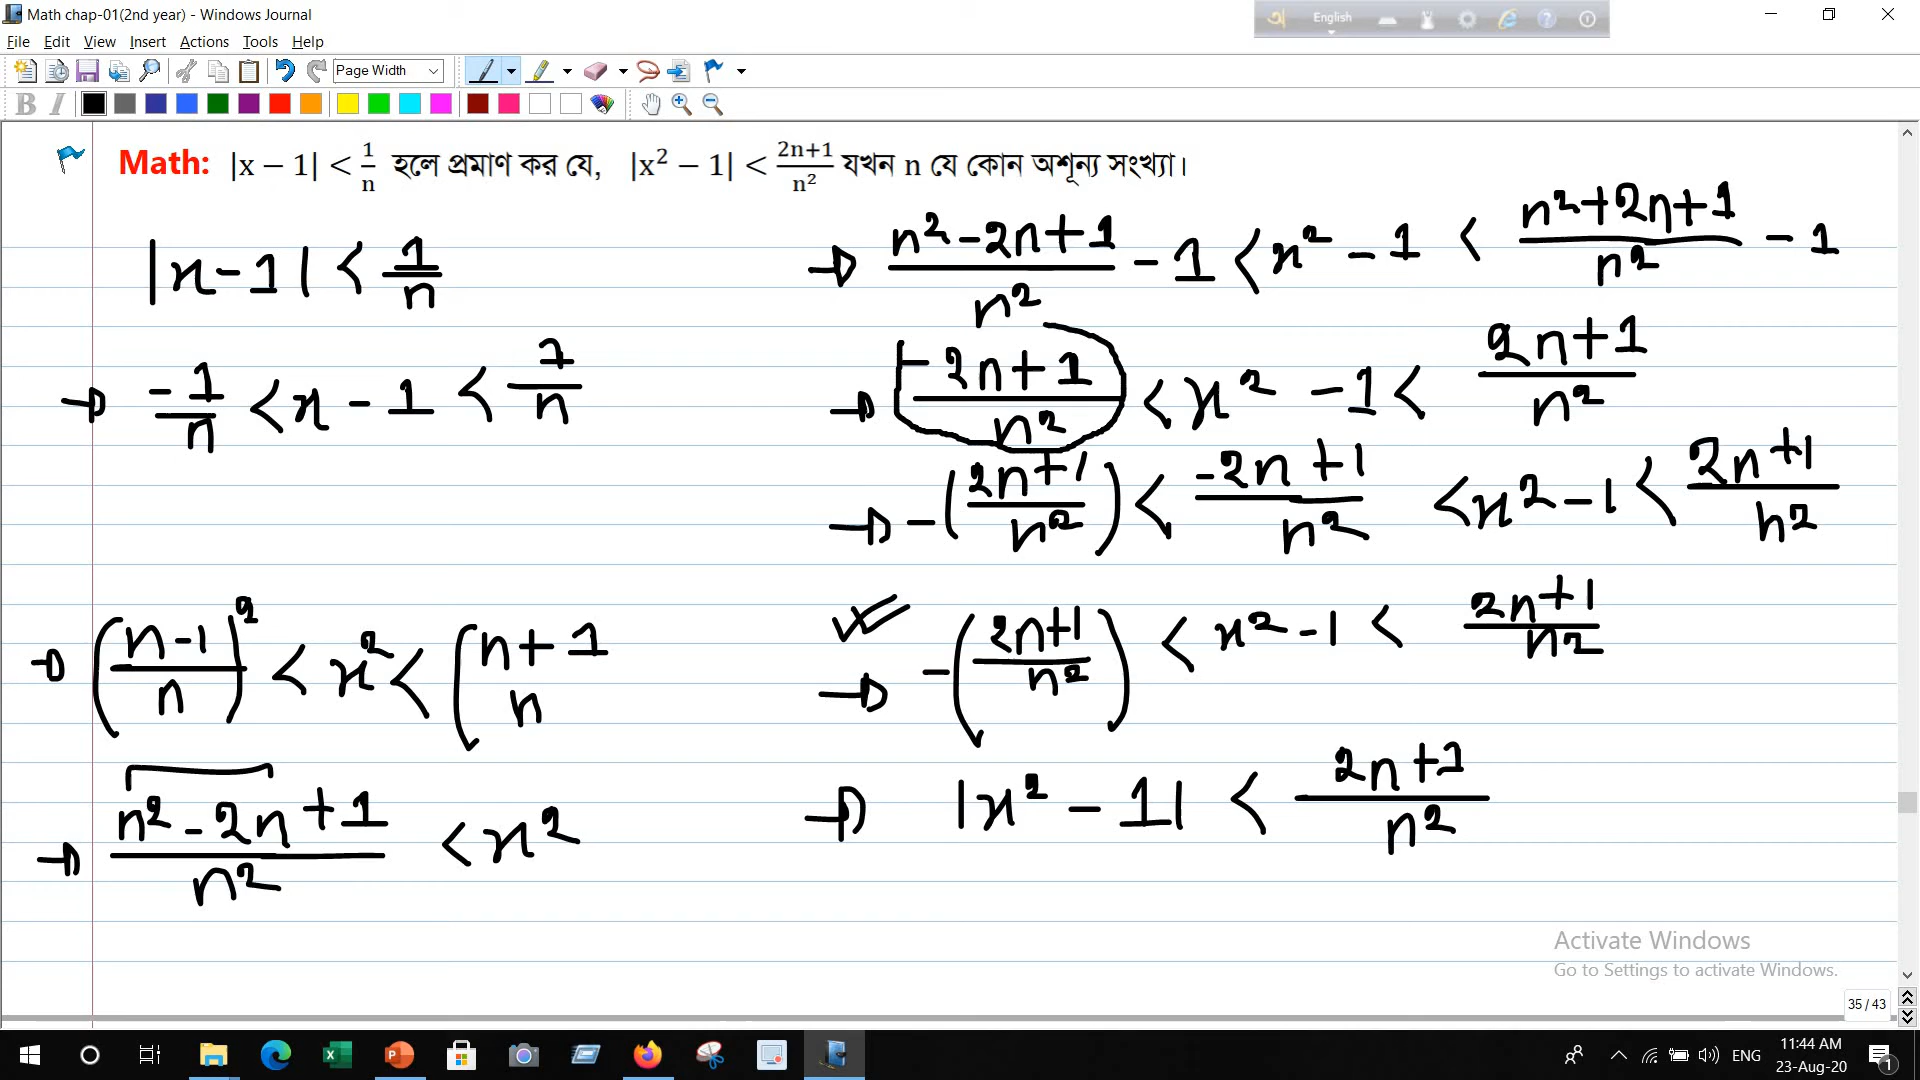 Math chap-01(2nd year) - Windows Journal
English
File Edit View Insert Actions Tools Help
Page Width
B I
Math: |x − 1| < 1/n হলে প্রমাণ কর যে, |x² − 1| < (2n+1)/n² যখন n যে কোন অশূন্য সংখ্যা।
|x-1| < 1/n
→ -1/n < x - 1 < 1/n
→ ((n-1)/n)² < x² < (n+1 n
→ (n²-2n+1)/n² < x²
→ (n²-2n+1)/n² - 1 < x² - 1 < (n²+2n+1)/n² - 1
→ (-2n+1)/n² < x² - 1 < (2n+1)/n²
→ -((2n+1)/n²) < (-2n+1)/n² < x²-1 < (2n+1)/n²
→ -((2n+1)/n²) < x²-1 < (2n+1)/n²
→ |x² - 1| < (2n+1)/n²
Activate Windows
Go to Settings to activate Windows.
35 / 43
ENG
11:44 AM
23-Aug-20
1